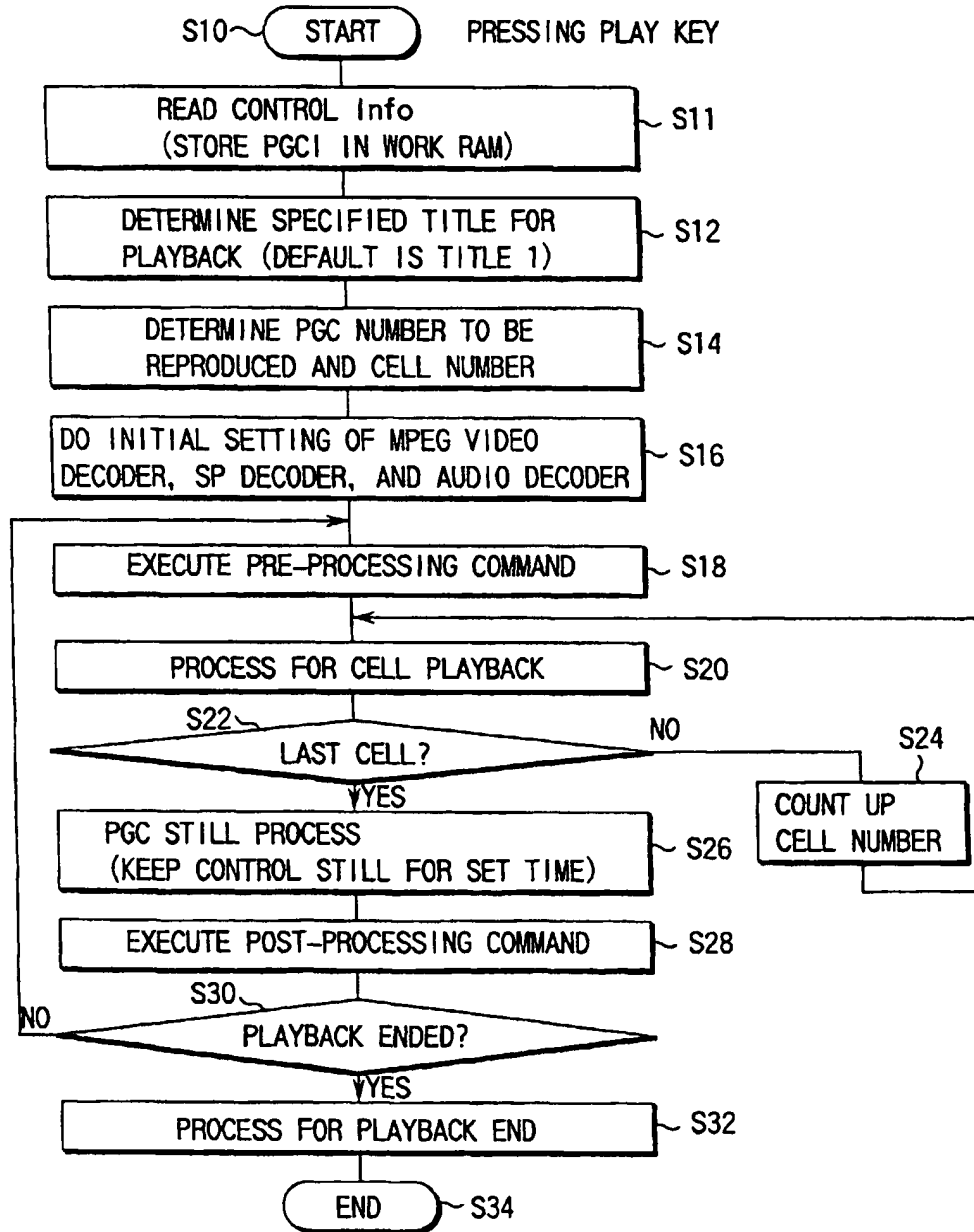 S10 START PRESSING PLAY KEY
READ CONTROL Info
(STORE PGCI IN WORK RAM)
S11
DETERMINE SPECIFIED TITLE FOR
PLAYBACK (DEFAULT IS TITLE 1)
S12
DETERMINE PGC NUMBER TO BE
REPRODUCED AND CELL NUMBER
S14
DO INITIAL SETTING OF MPEG VIDEO
DECODER, SP DECODER, AND AUDIO DECODER
S16
EXECUTE PRE-PROCESSING COMMAND
S18
PROCESS FOR CELL PLAYBACK
S20
S22
LAST CELL?
NO
YES
S24
COUNT UP
CELL NUMBER
PGC STILL PROCESS
(KEEP CONTROL STILL FOR SET TIME)
S26
EXECUTE POST-PROCESSING COMMAND
S28
S30
NO
PLAYBACK ENDED?
YES
PROCESS FOR PLAYBACK END
S32
END
S34